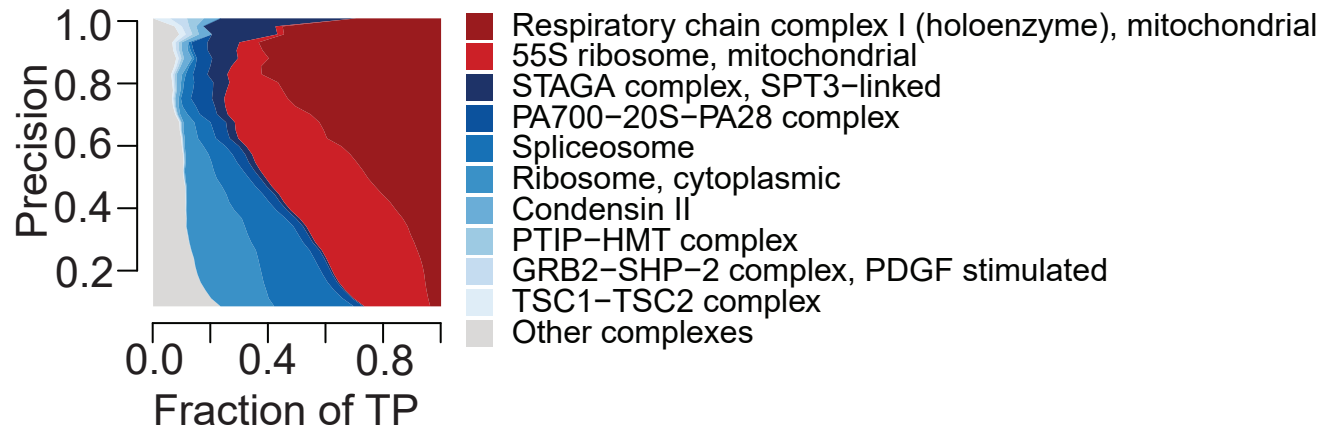 Precision
1.0
0.8
0.6
0.4
0.2
0.0
0.4
0.8
Fraction of TP
Respiratory chain complex I (holoenzyme), mitochondrial
55S ribosome, mitochondrial
STAGA complex, SPT3−linked
PA700−20S−PA28 complex
Spliceosome
Ribosome, cytoplasmic
Condensin II
PTIP−HMT complex
GRB2−SHP−2 complex, PDGF stimulated
TSC1−TSC2 complex
Other complexes